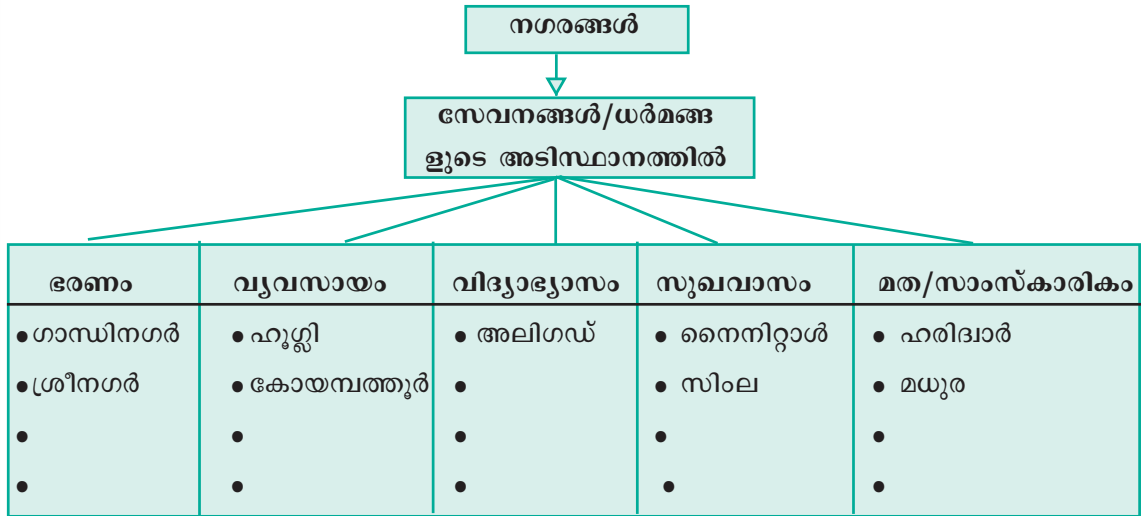 നഗരങ്ങൾ
സേവനങ്ങൾ/ധർമങ്ങ
ളുടെ അടിസ്ഥാനത്തിൽ
ഭരണം വ്യവസായം വിദ്യാഭ്യാസം സുഖവാസം മത/സാംസ്കാരികം
• ഗാന്ധിനഗർ • ഹൂഗ്ലി • അലിഗഡ് • നൈനിറ്റാൾ • ഹരിദ്വാർ
• ശ്രീനഗർ • കോയമ്പത്തൂർ • • സിംല • മധുര
• • • • •
• • • • •